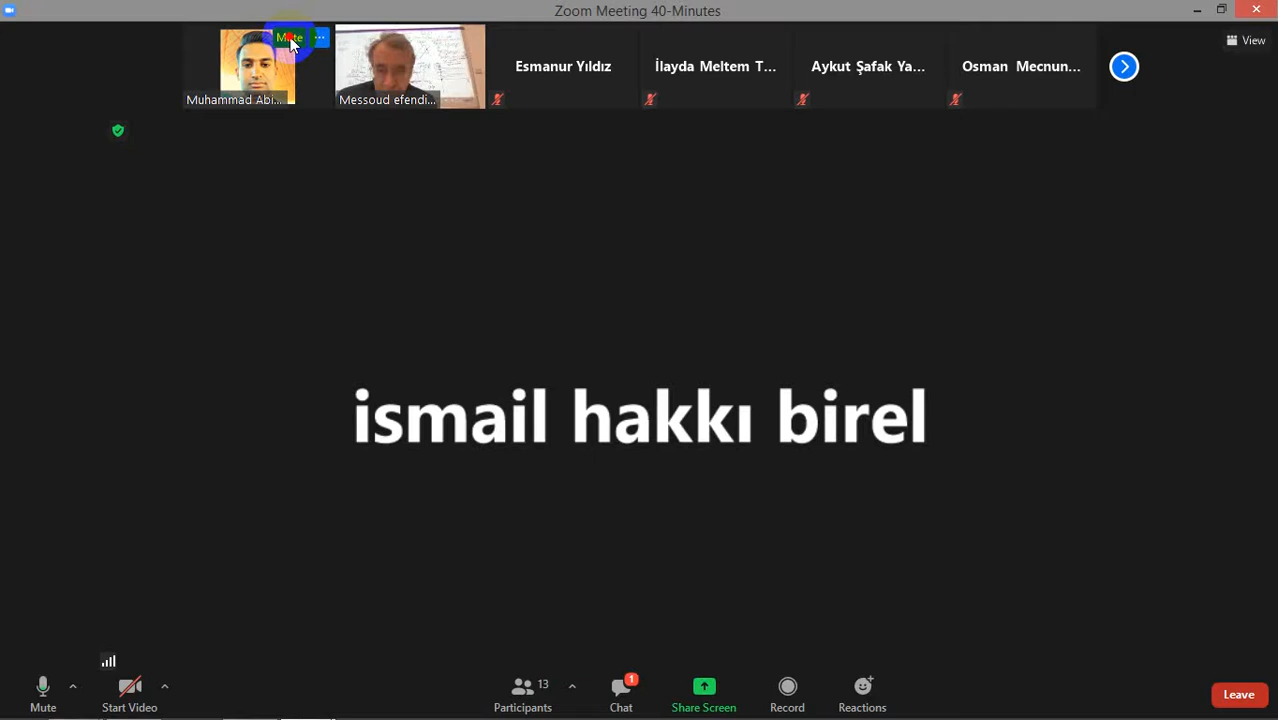 Zoom Meeting 40-Minutes
View
Mute
Muhammad Abi...
Messoud efendi...
Esmanur Yıldız
İlayda Meltem T...
Aykut Şafak Ya...
Osman Mecnun...
ismail hakkı birel
Mute
Start Video
13
Participants
1
Chat
Share Screen
Record
Reactions
Leave